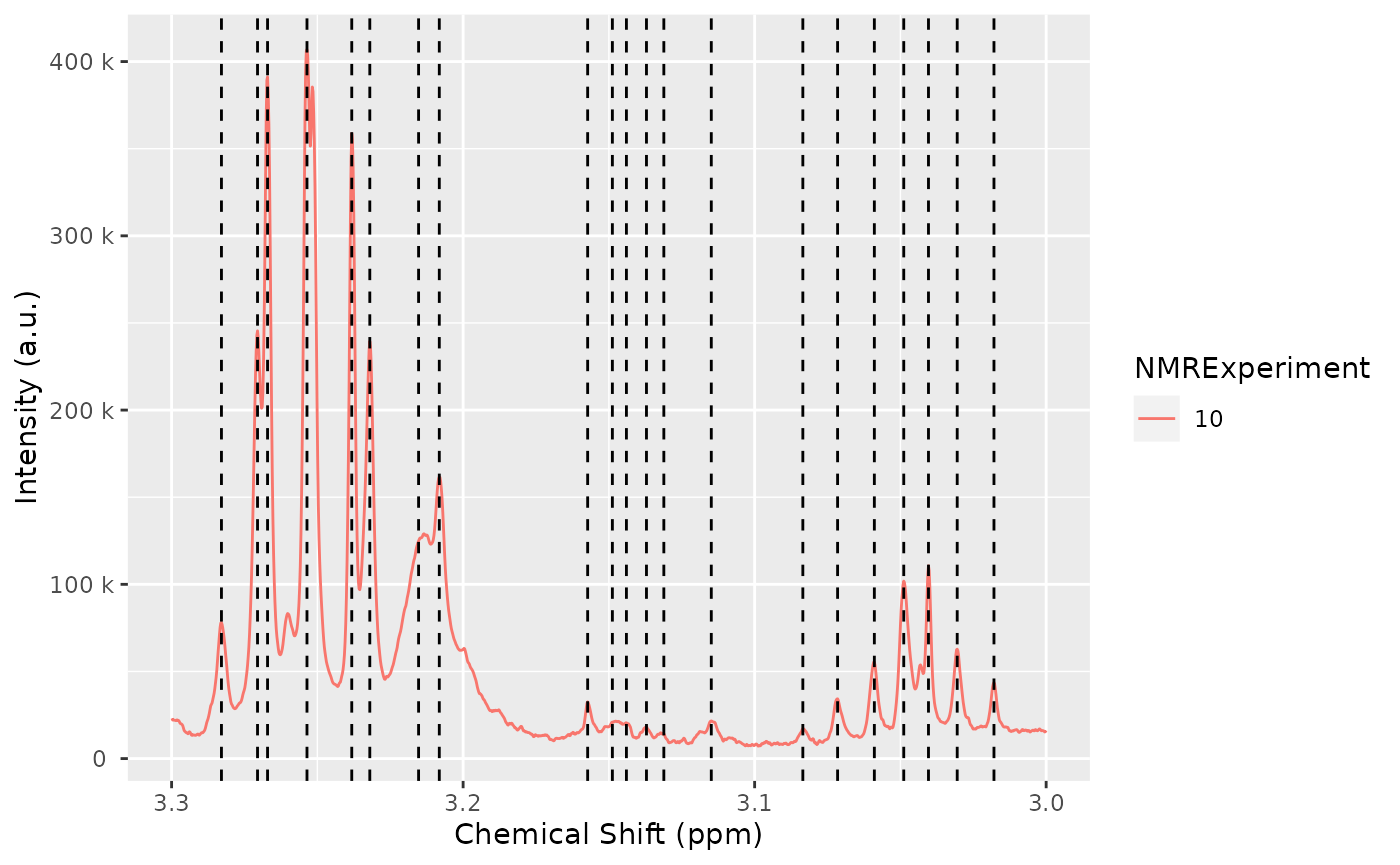 400 k
300 k
200 k
100 k
0
Intensity (a.u.)
3.3
3.2
3.1
3.0
Chemical Shift (ppm)
NMRExperiment
10